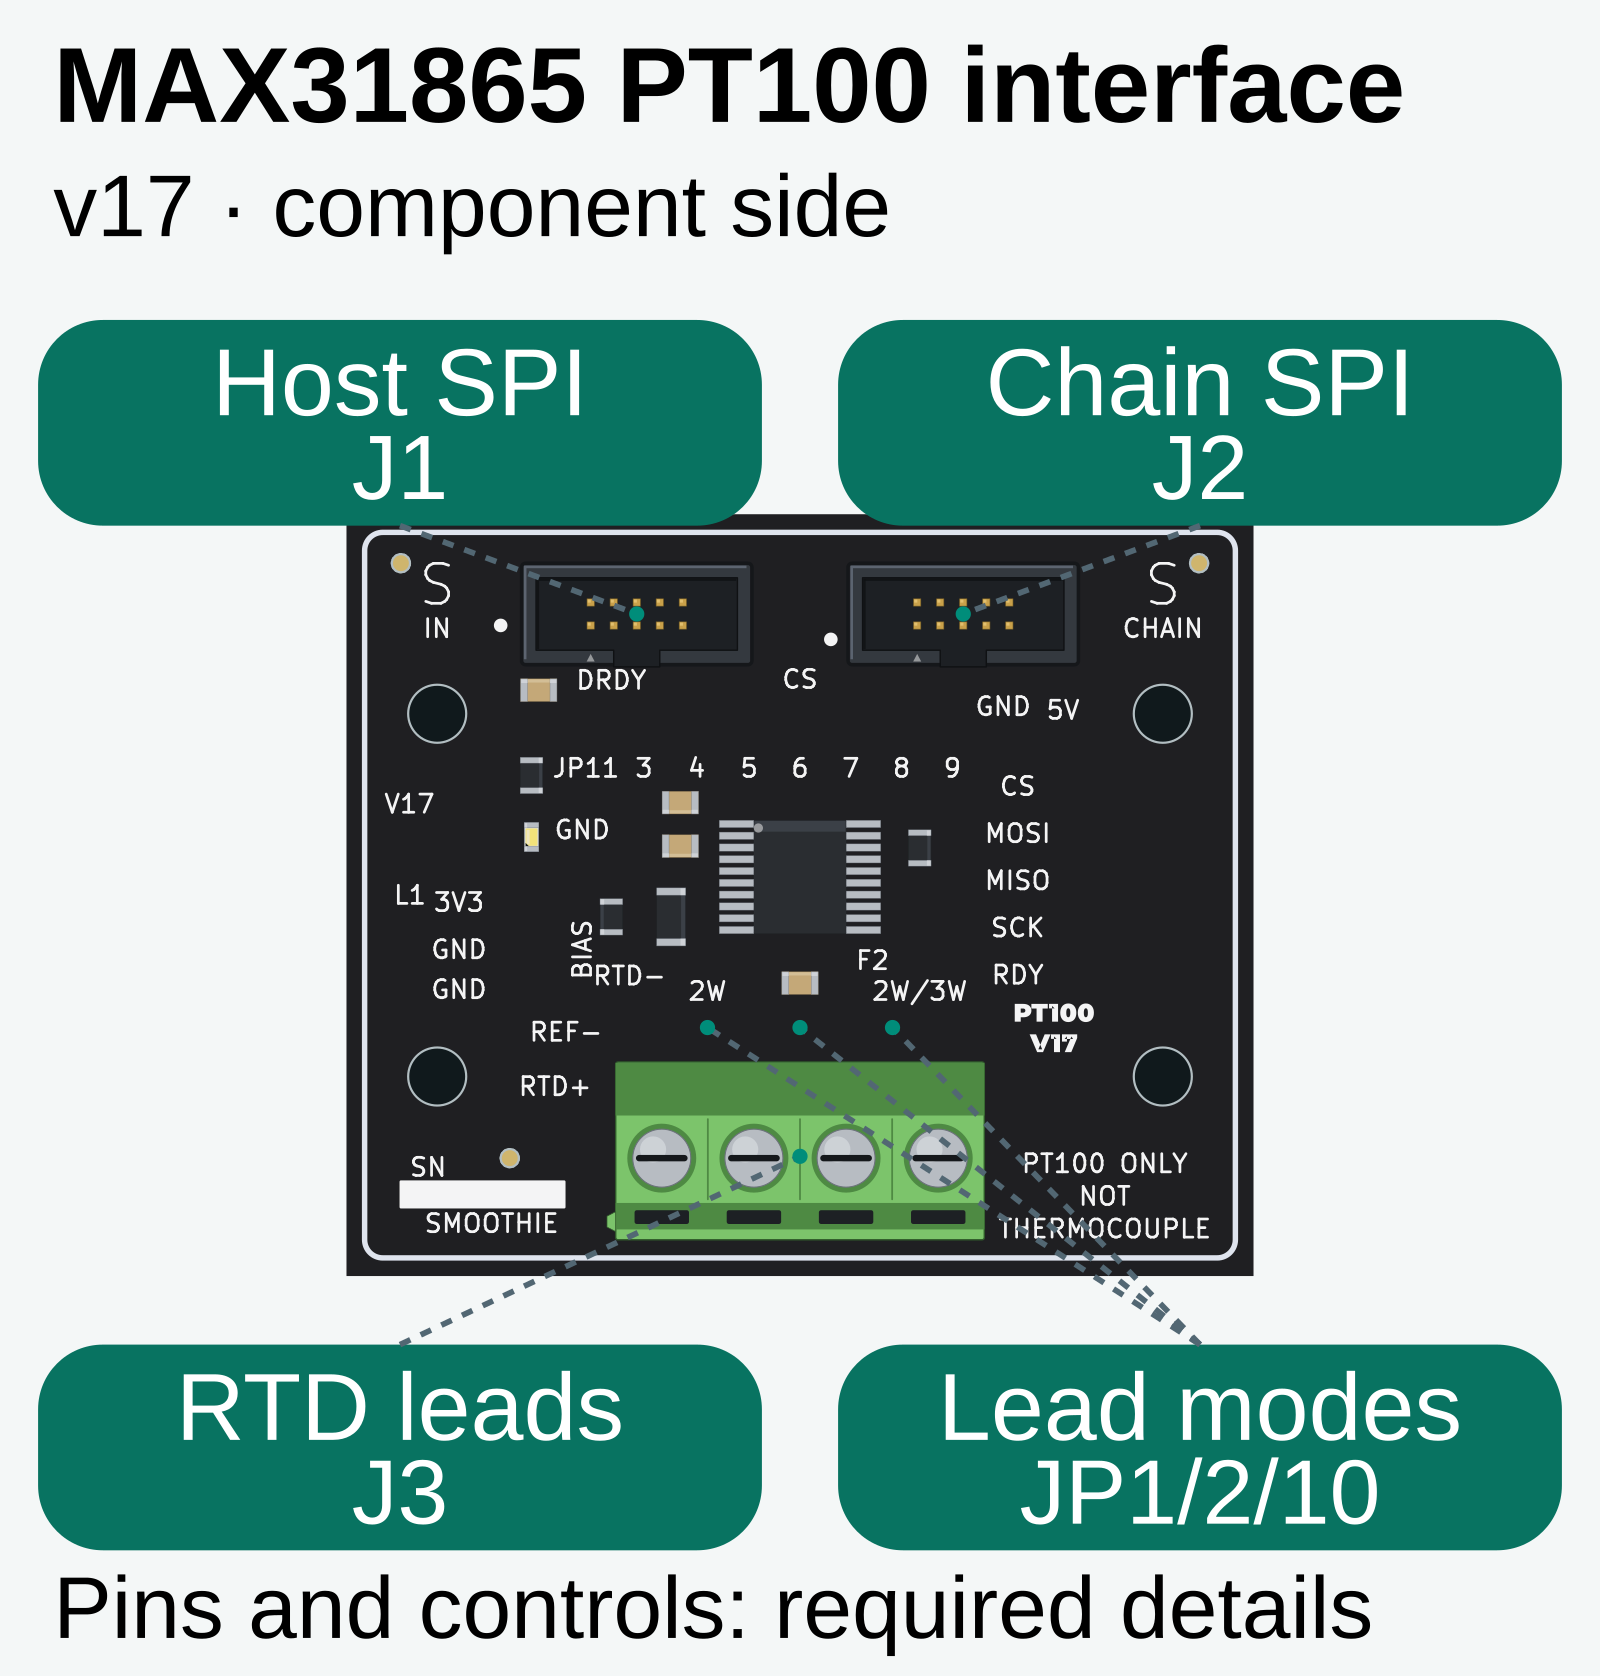 MAX31865 PT100 interface
v17 · component side
Host SPI
J1
Chain SPI
J2
S
IN
S
CHAIN
DRDY
CS
GND 5V
JP11 3 4 5 6 7 8 9
CS
V17
GND
MOSI
L1 3V3
MISO
GND
BIAS
SCK
GND
RTD-
2W
F2
2W/3W
RDY
PT100
V17
REF-
RTD+
SN
SMOOTHIE
PT100 ONLY
NOT
THERMOCOUPLE
RTD leads
J3
Lead modes
JP1/2/10
Pins and controls: required details